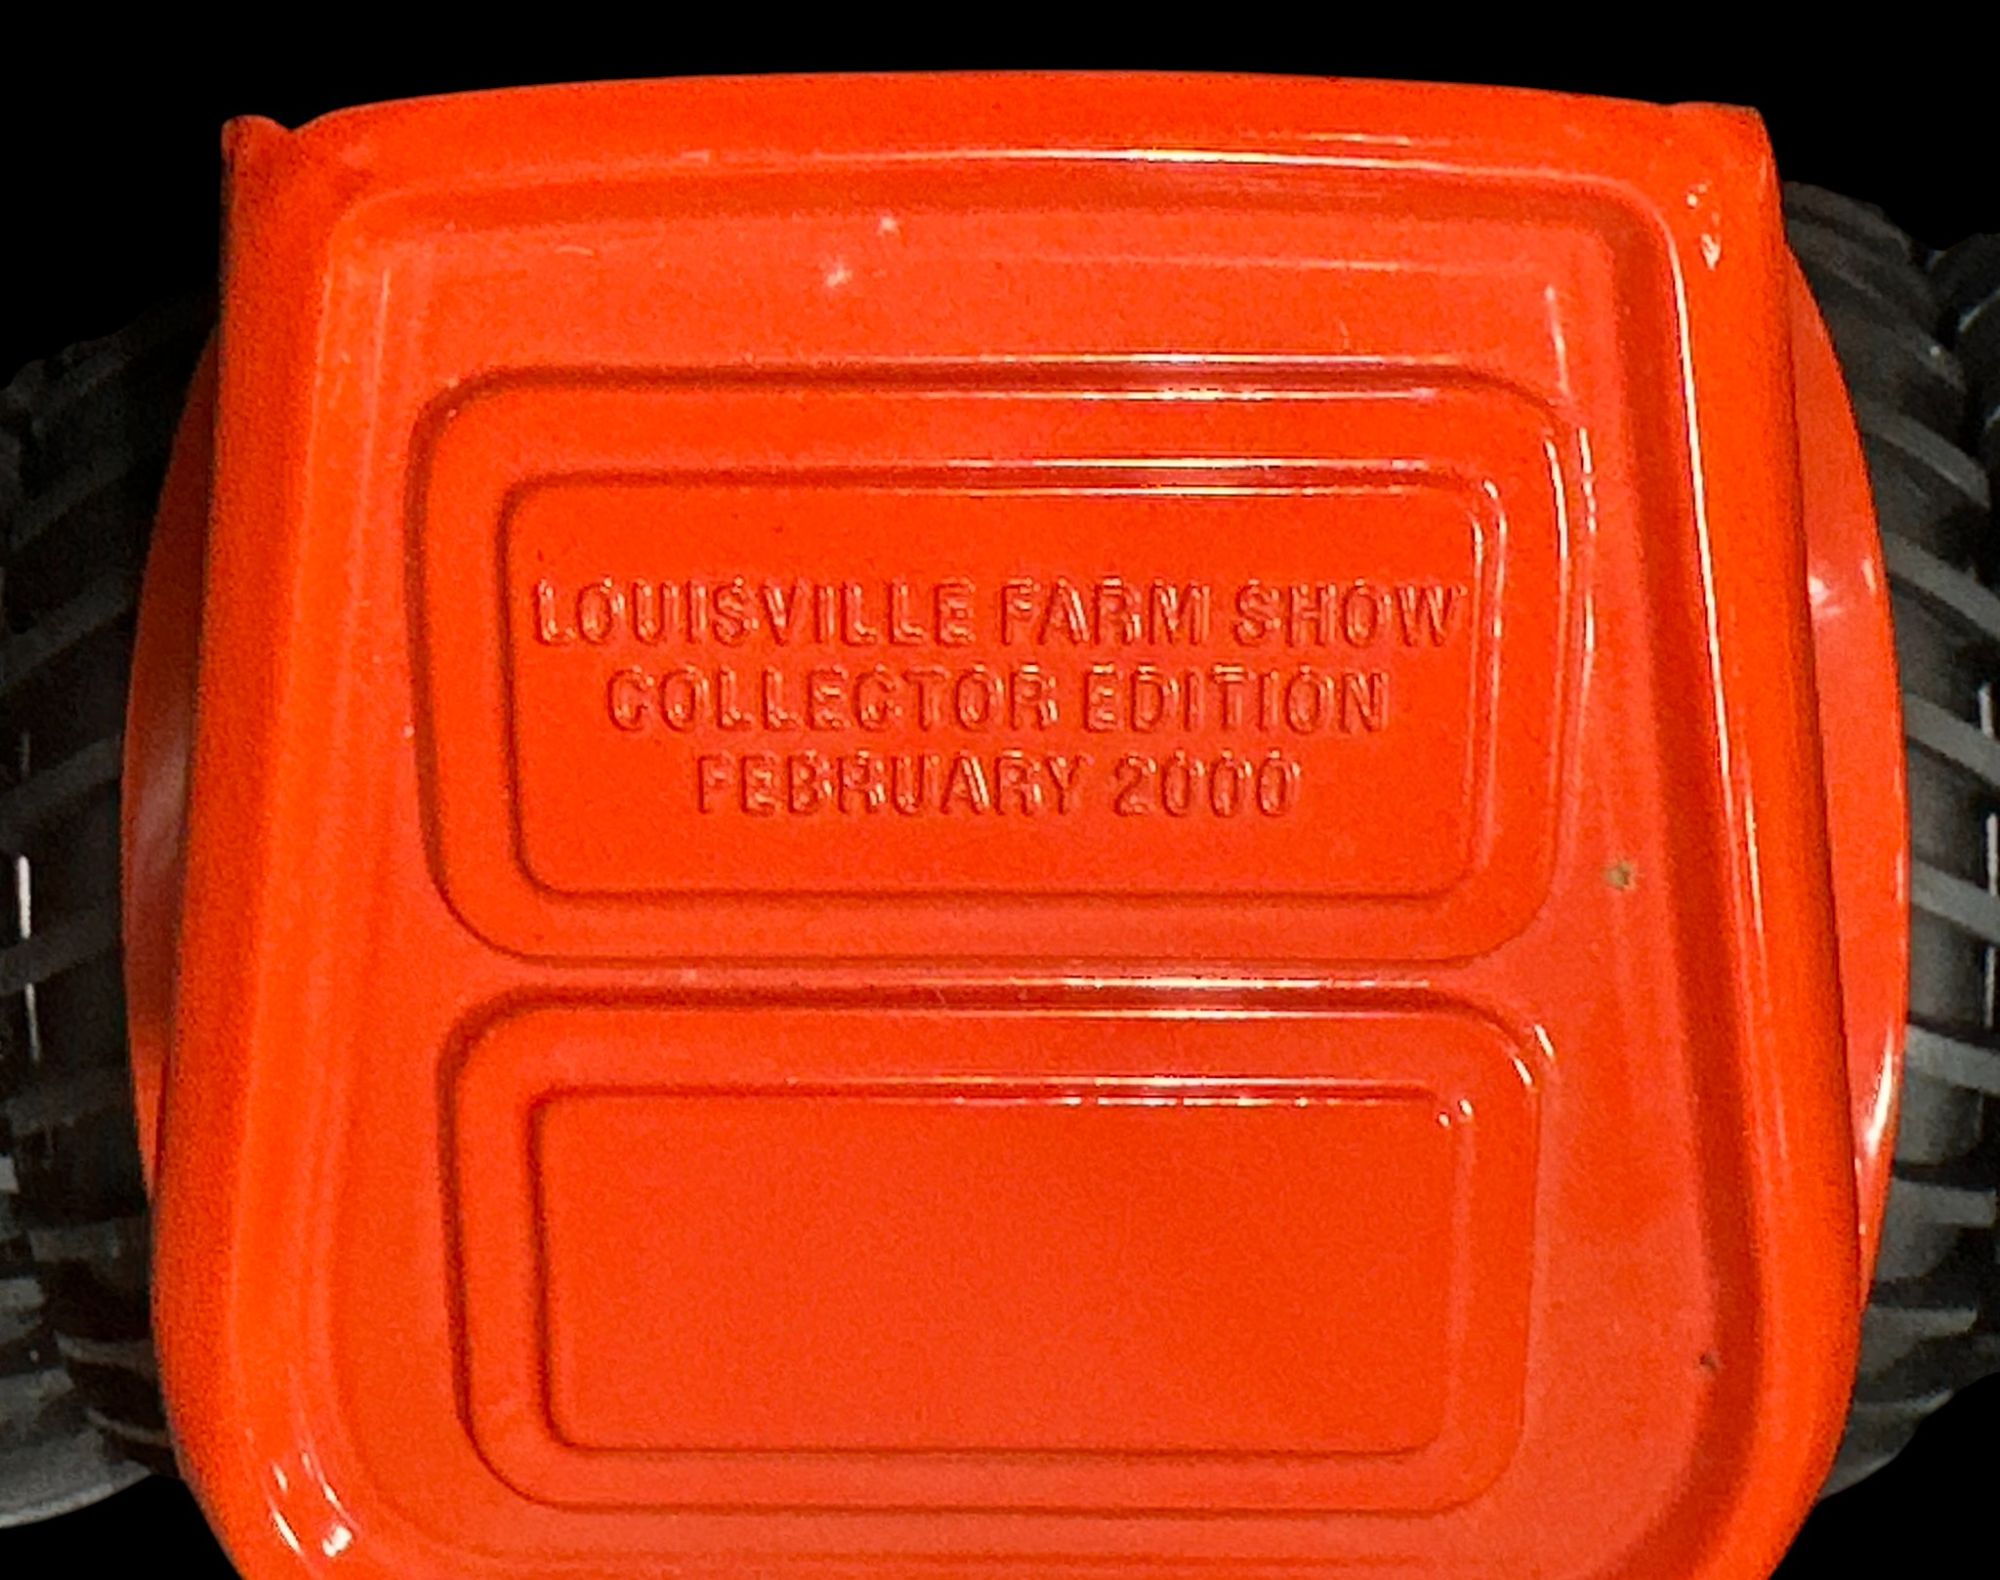 LOUISVILLE FARM SHOW
COLLECTOR EDITION
FEBRUARY 2000